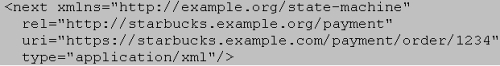 <next xmlns="http://example.org/state-machine"
rel="http://starbucks.example.org/payment"
uri="https://starbucks.example.com/payment/order/1234"
type="application/xml"/>